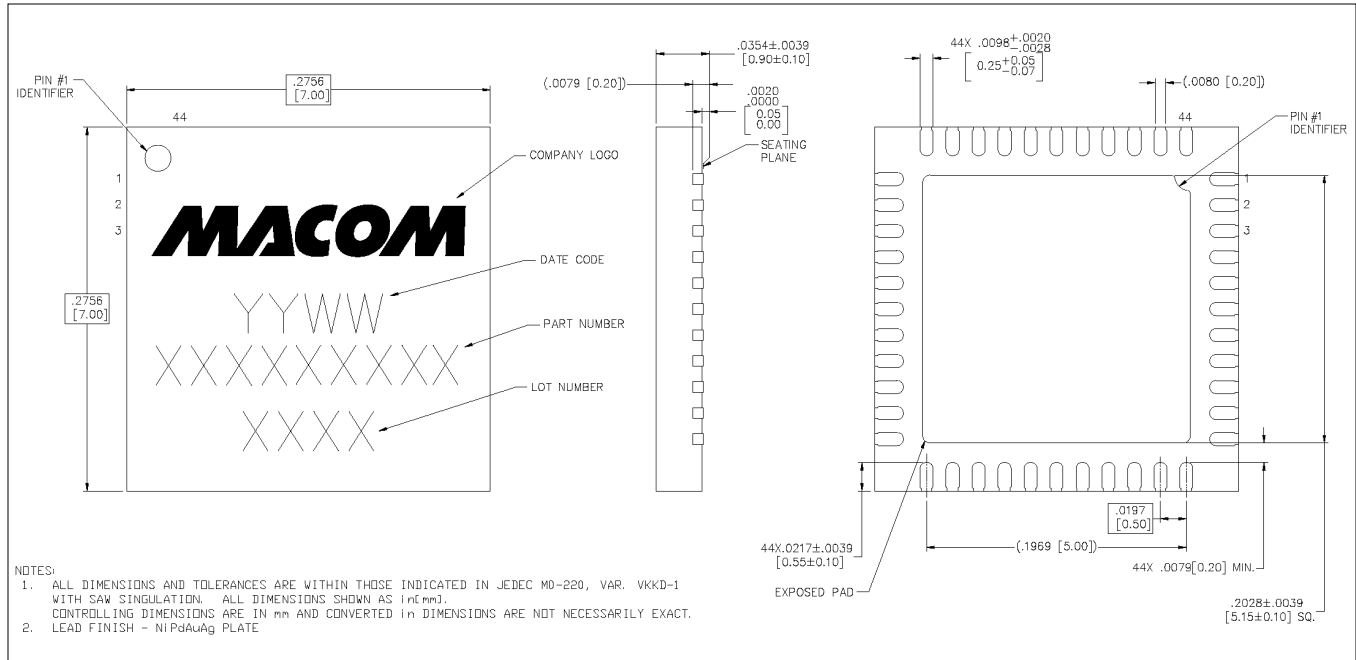 PIN #1
IDENTIFIER
.2756
[7.00]
44
1
2
3
.2756
[7.00]
MACOM
YYWW
XXXXXXXXX
XXXX
COMPANY LOGO
DATE CODE
PART NUMBER
LOT NUMBER
.0354±.0039
[0.90±0.10]
(.0079 [0.20])
.0020
.0000
[0.05
0.00]
SEATING
PLANE
44X .0098+.0020
-.0028
[0.25+0.05
-0.07]
(.0080 [0.20])
44
PIN #1
IDENTIFIER
1
2
3
44X.0217±.0039
[0.55±0.10]
EXPOSED PAD
(.1969 [5.00])
.0197
[0.50]
44X .0079[0.20] MIN.
.2028±.0039
[5.15±0.10] SQ.
NOTES:
1. ALL DIMENSIONS AND TOLERANCES ARE WITHIN THOSE INDICATED IN JEDEC MO-220, VAR. VKKD-1
WITH SAW SINGULATION. ALL DIMENSIONS SHOWN AS in[mm].
CONTROLLING DIMENSIONS ARE IN mm AND CONVERTED in DIMENSIONS ARE NOT NECESSARILY EXACT.
2. LEAD FINISH - NiPdAuAg PLATE